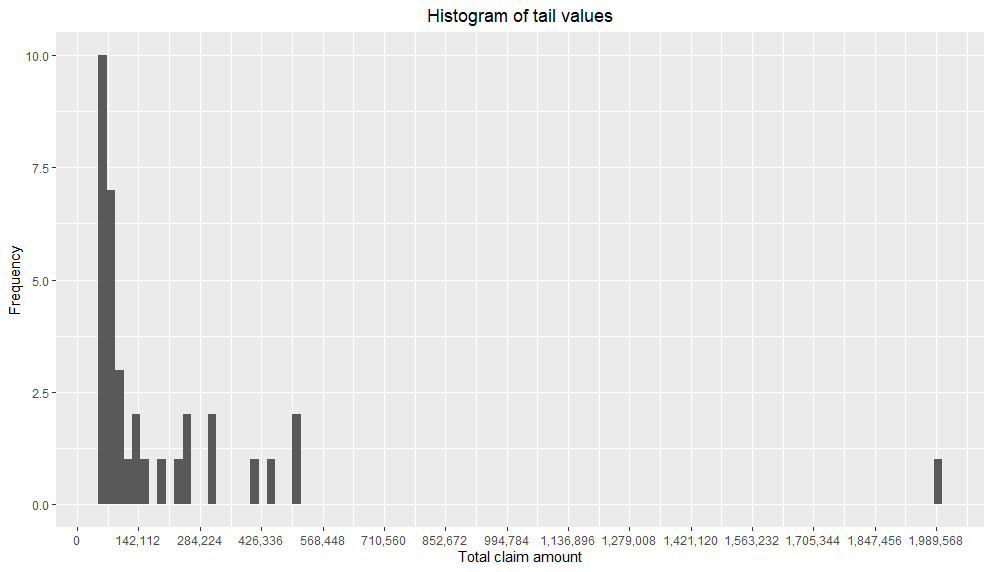 Histogram of tail values
10.0
7.5
5.0
2.5
0.0
Frequency
0 142,112 284,224 426,336 568,448 710,560 852,672 994,784 1,136,896 1,279,008 1,421,120 1,563,232 1,705,344 1,847,456 1,989,568
Total claim amount